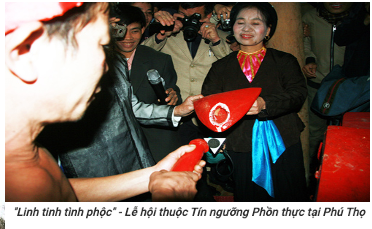 "Linh tinh tình phộc" - Lễ hội thuộc Tín ngưỡng Phồn thực tại Phú Thọ